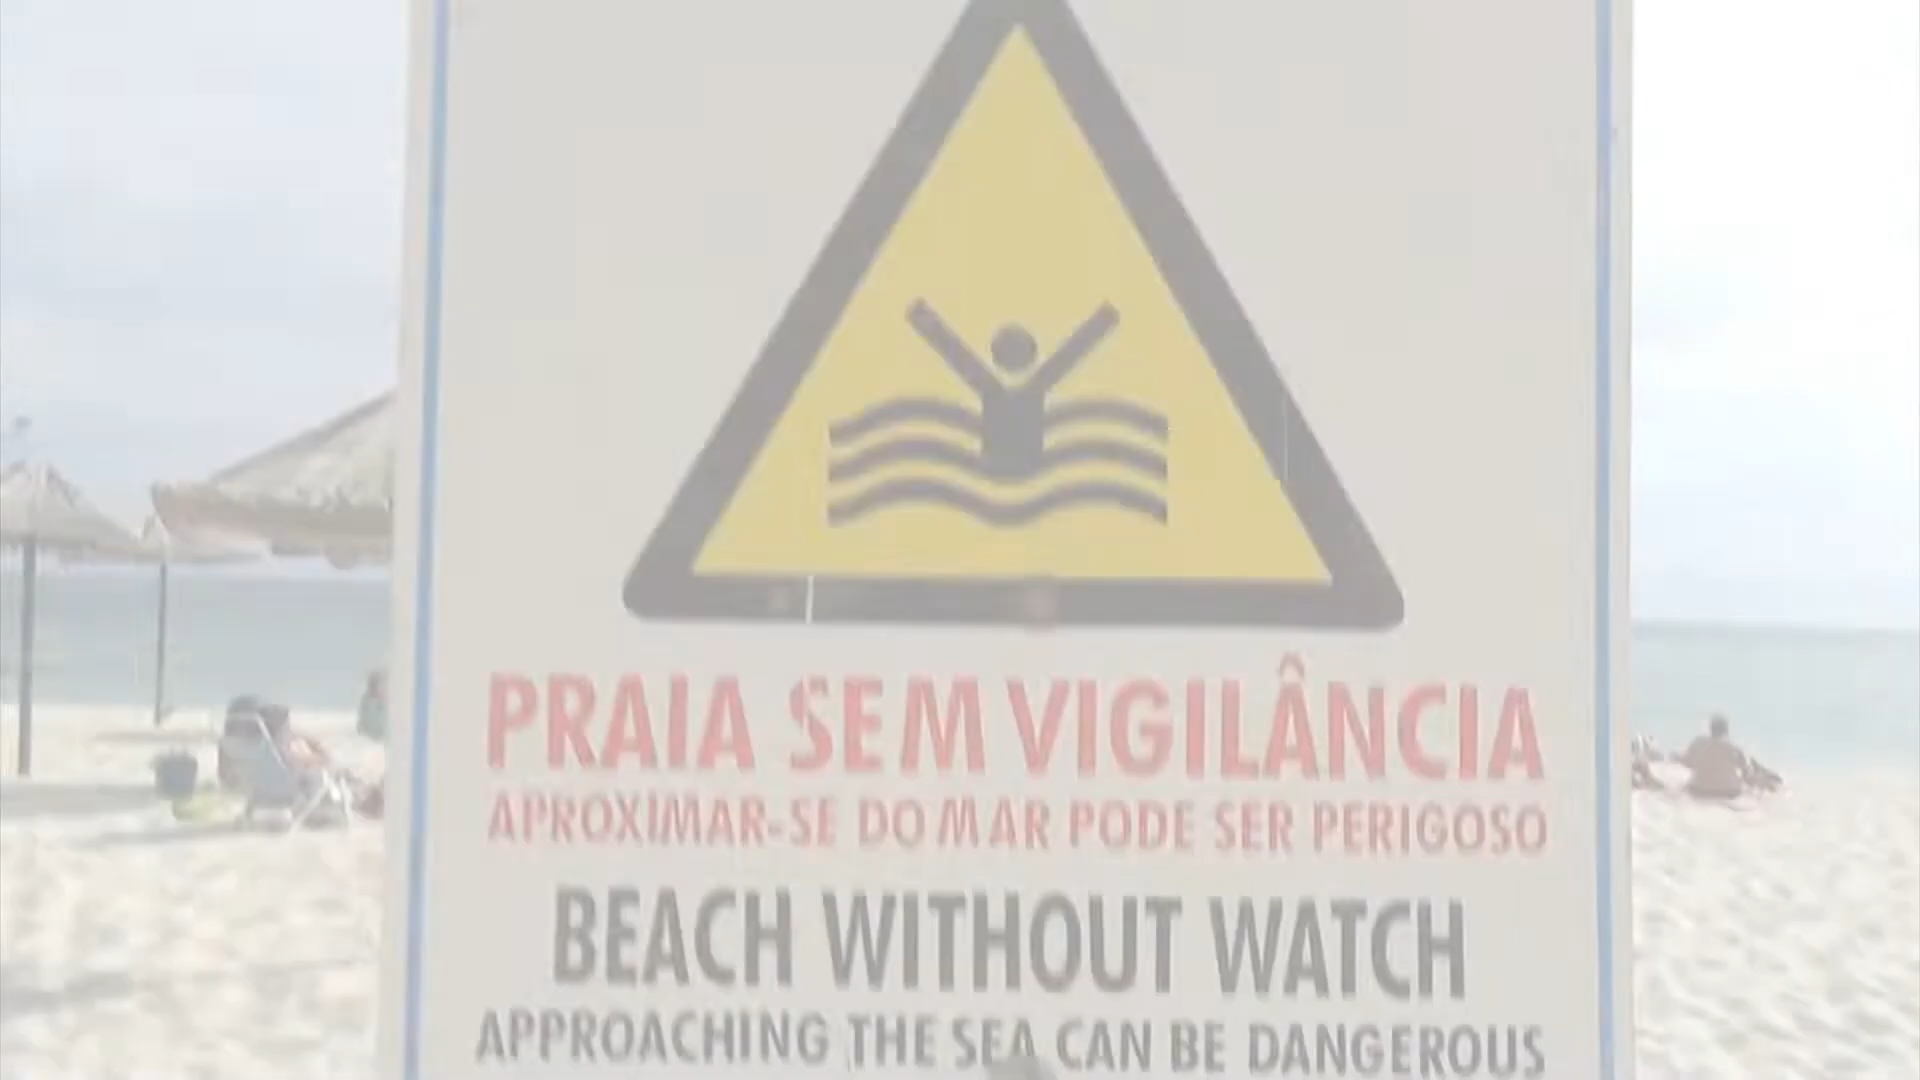 PRAIA SEM VIGILÂNCIA
APROXIMAR-SE DO MAR PODE SER PERIGOSO
BEACH WITHOUT WATCH
APPROACHING THE SEA CAN BE DANGEROUS